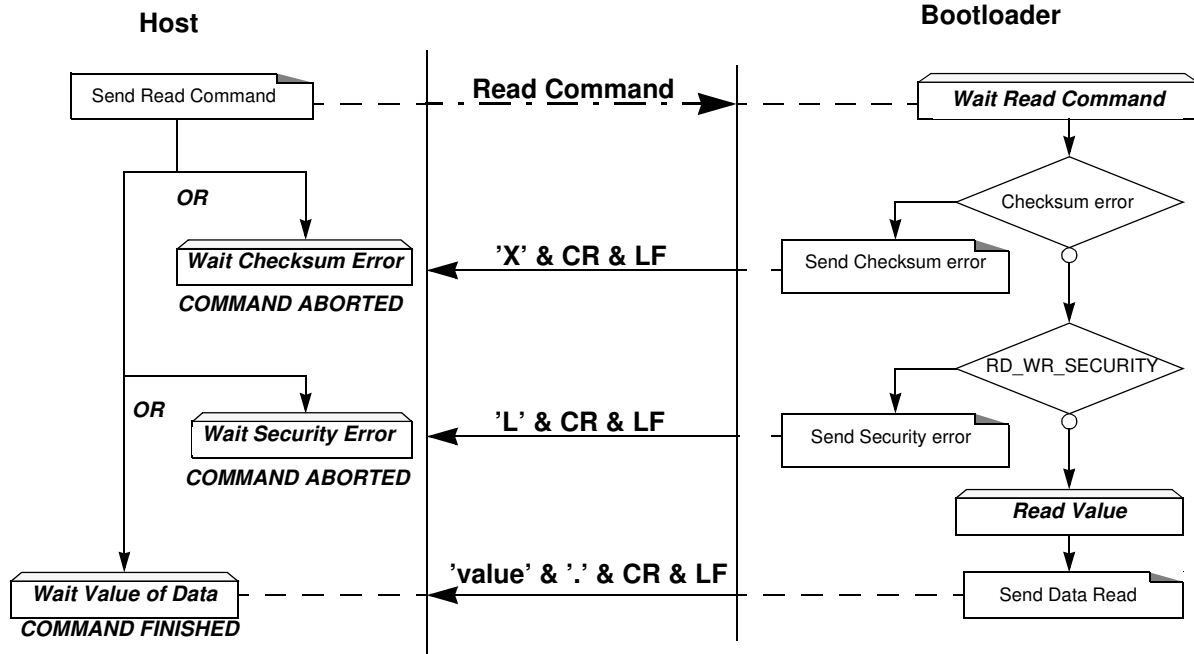 Host
Bootloader
Send Read Command
Read Command
Wait Read Command
OR
Checksum error
Wait Checksum Error
’X’ & CR & LF
Send Checksum error
COMMAND ABORTED
RD_WR_SECURITY
OR
Wait Security Error
’L’ & CR & LF
Send Security error
COMMAND ABORTED
Read Value
Wait Value of Data
’value’ & ’.’ & CR & LF
Send Data Read
COMMAND FINISHED